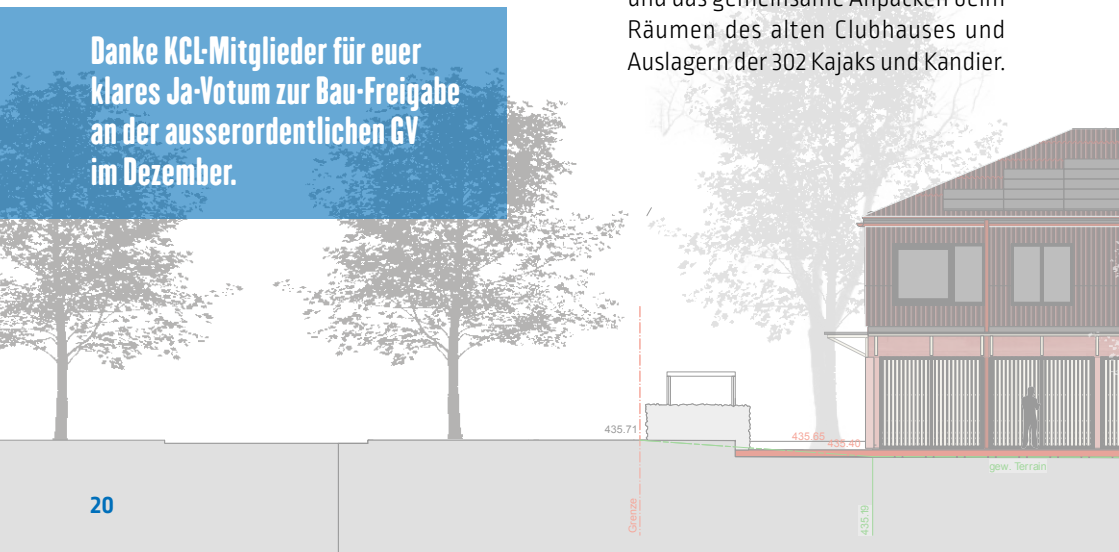 Danke KCL-Mitglieder für euer
klares Ja-Votum zur Bau-Freigabe
an der ausserordentlichen GV
im Dezember.
und das gemeinsame Anpacken beim
Räumen des alten Clubhauses und
Auslagern der 302 Kajaks und Kandier.
435.71
435.65
435.40
gew. Terrain
Grenze
435.19
20